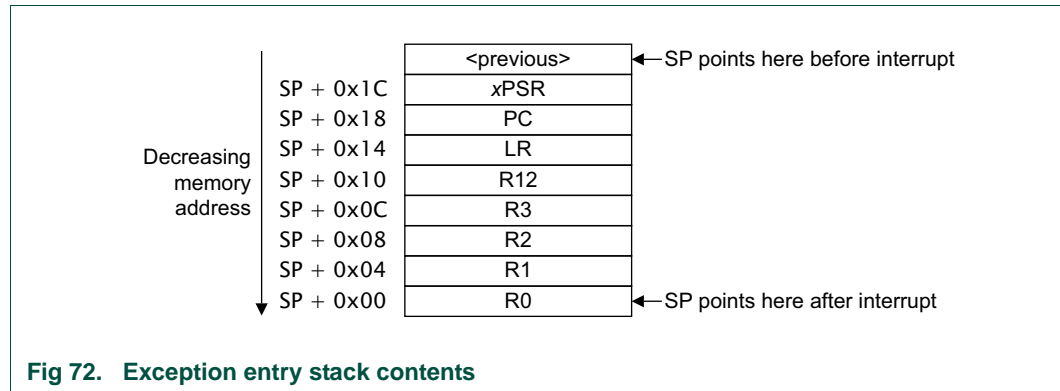 <previous>
SP points here before interrupt
SP + 0x1C
xPSR
SP + 0x18
PC
SP + 0x14
LR
Decreasing
memory
address
SP + 0x10
R12
SP + 0x0C
R3
SP + 0x08
R2
SP + 0x04
R1
SP + 0x00
R0
SP points here after interrupt
Fig 72. Exception entry stack contents